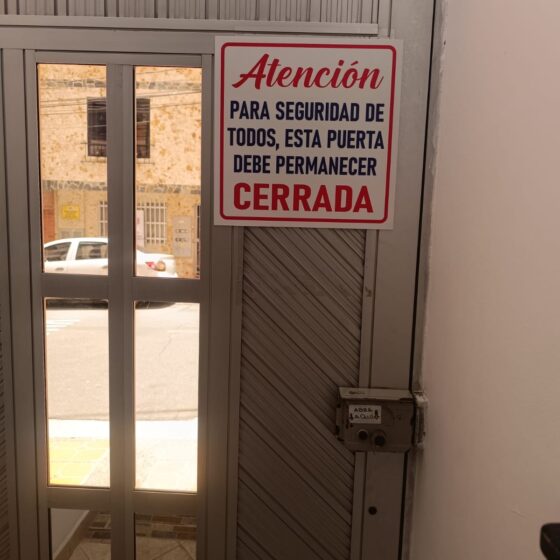 Atención
PARA SEGURIDAD DE
TODOS, ESTA PUERTA
DEBE PERMANECER
CERRADA